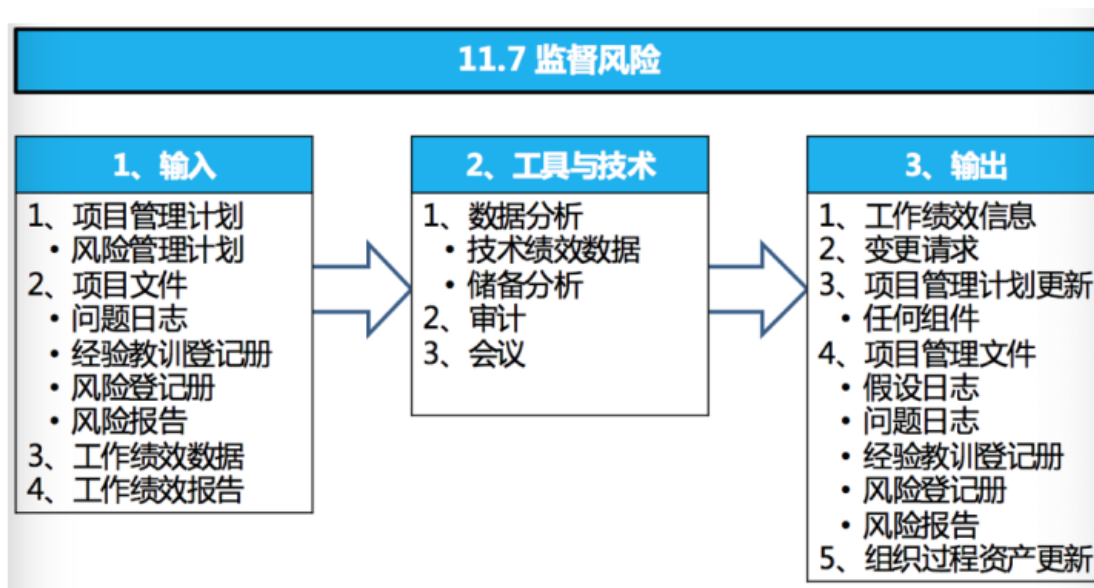 11.7 监督风险
1、输入
1、项目管理计划
• 风险管理计划
2、项目文件
• 问题日志
• 经验教训登记册
• 风险登记册
• 风险报告
3、工作绩效数据
4、工作绩效报告
2、工具与技术
1、数据分析
• 技术绩效数据
• 储备分析
2、审计
3、会议
3、输出
1、工作绩效信息
2、变更请求
3、项目管理计划更新
• 任何组件
4、项目管理文件
• 假设日志
• 问题日志
• 经验教训登记册
• 风险登记册
• 风险报告
5、组织过程资产更新